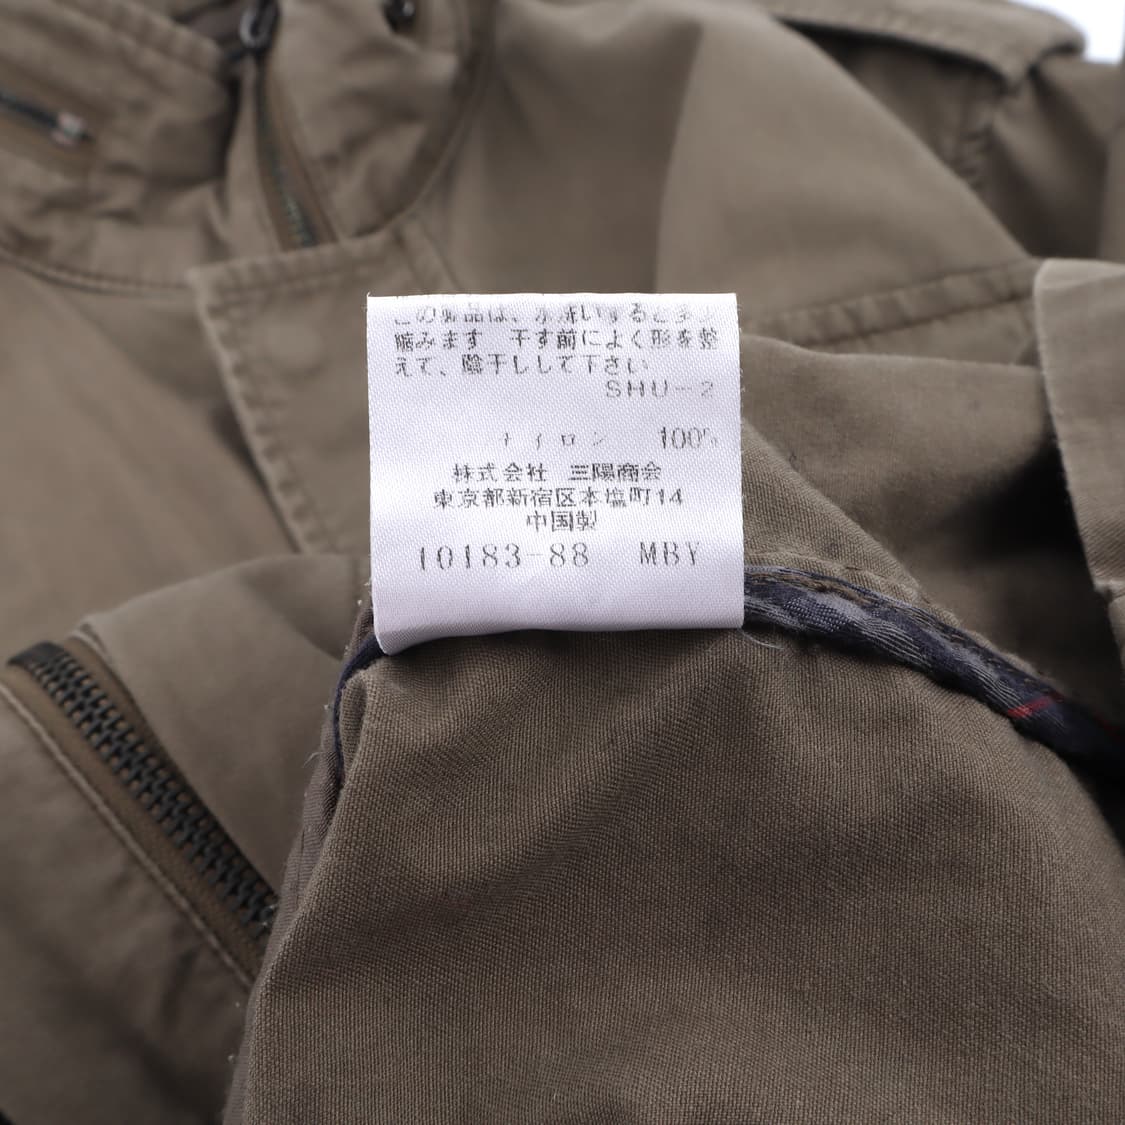 この製品は、水洗いすると多少
縮みます 干す前によく形を整
えて、陰干しして下さい
SHU-2
ナイロン 100%
株式会社 三陽商会
東京都新宿区本塩町14
中国製
10183-88 MBY